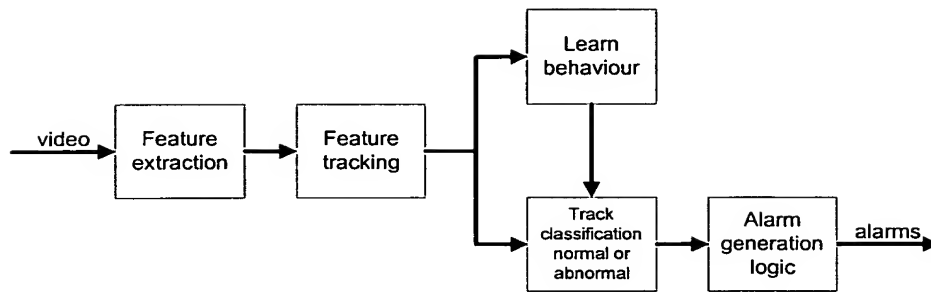 video
Feature
extraction
Feature
tracking
Learn
behaviour
Track
classification
normal or
abnormal
Alarm
generation
logic
alarms